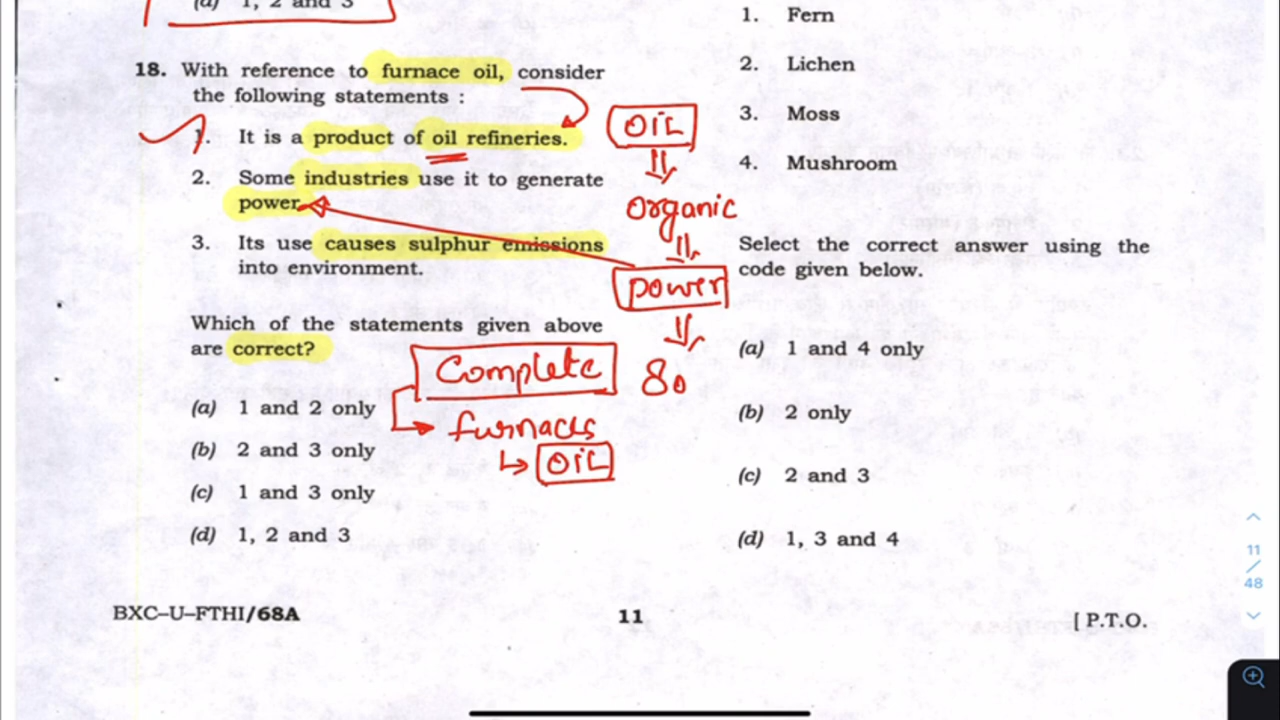 (d) 1, 2 and 3
18. With reference to furnace oil, consider
the following statements :
1. It is a product of oil refineries.
2. Some industries use it to generate
power.
3. Its use causes sulphur emissions
into environment.
Which of the statements given above
are correct?
(a) 1 and 2 only
(b) 2 and 3 only
(c) 1 and 3 only
(d) 1, 2 and 3
OIL
Organic
power
80
Complete
furnaces
OIL
1. Fern
2. Lichen
3. Moss
4. Mushroom
Select the correct answer using the
code given below.
(a) 1 and 4 only
(b) 2 only
(c) 2 and 3
(d) 1, 3 and 4
BXC–U–FTHI/68A
11
[ P.T.O.
11
/
48